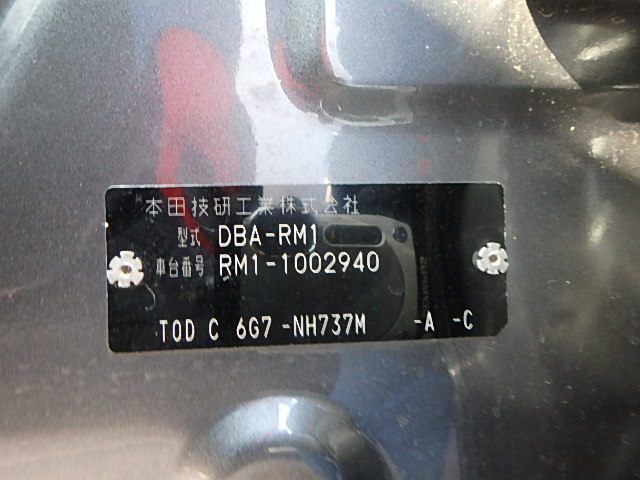 本田技研工業株式会社
型式 DBA-RM1
車台番号 RM1-1002940
TOD C 6G7 -NH737M -A -C